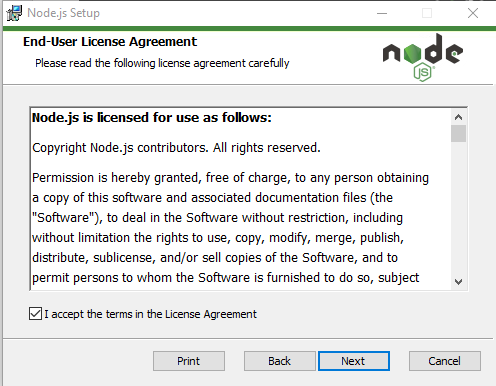 Node.js Setup
End-User License Agreement
Please read the following license agreement carefully
node
JS
Node.js is licensed for use as follows:
Copyright Node.js contributors. All rights reserved.
Permission is hereby granted, free of charge, to any person obtaining
a copy of this software and associated documentation files (the
"Software"), to deal in the Software without restriction, including
without limitation the rights to use, copy, modify, merge, publish,
distribute, sublicense, and/or sell copies of the Software, and to
permit persons to whom the Software is furnished to do so, subject
I accept the terms in the License Agreement
Print
Back
Next
Cancel